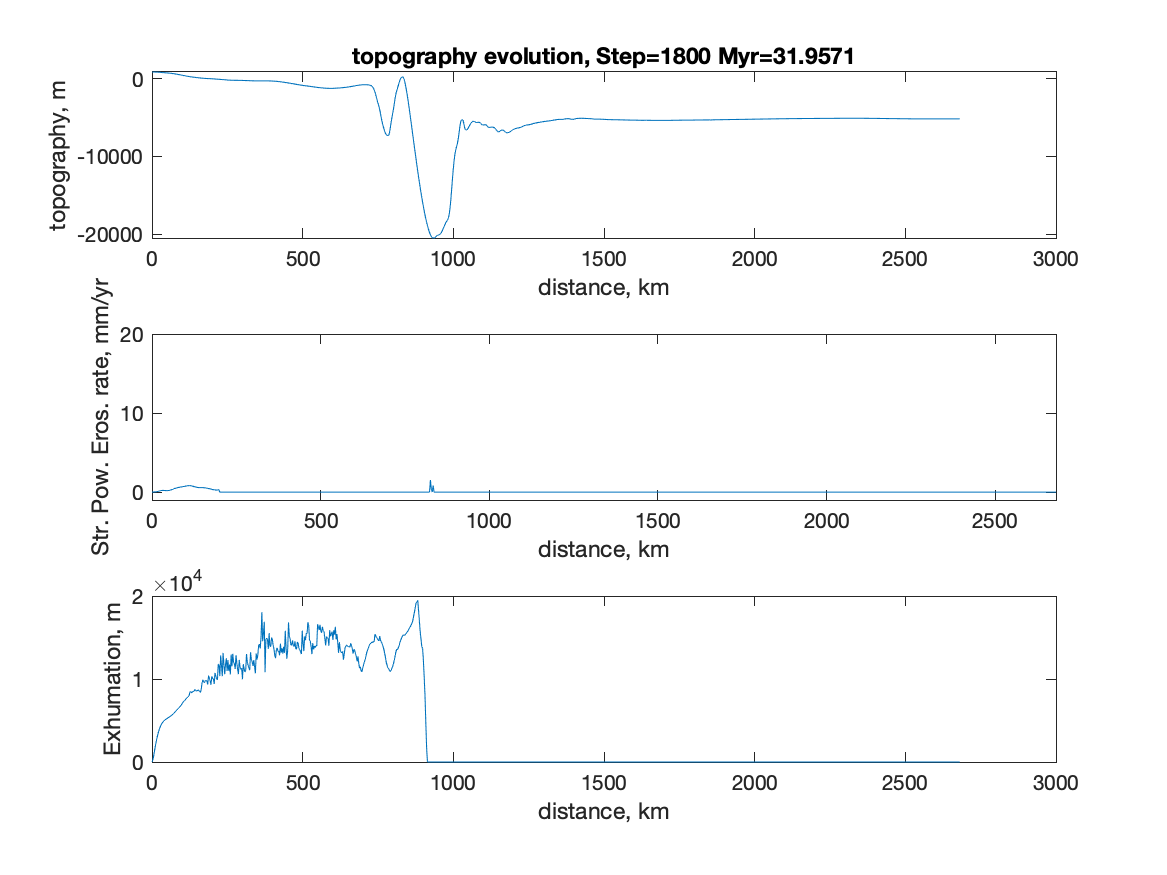 topography evolution, Step=1800 Myr=31.9571
topography, m
0
-10000
-20000
0 500 1000 1500 2000 2500 3000
distance, km
Str. Pow. Eros. rate, mm/yr
20
10
0
0 500 1000 1500 2000 2500
distance, km
×10^4
Exhumation, m
2
1
0
0 500 1000 1500 2000 2500 3000
distance, km